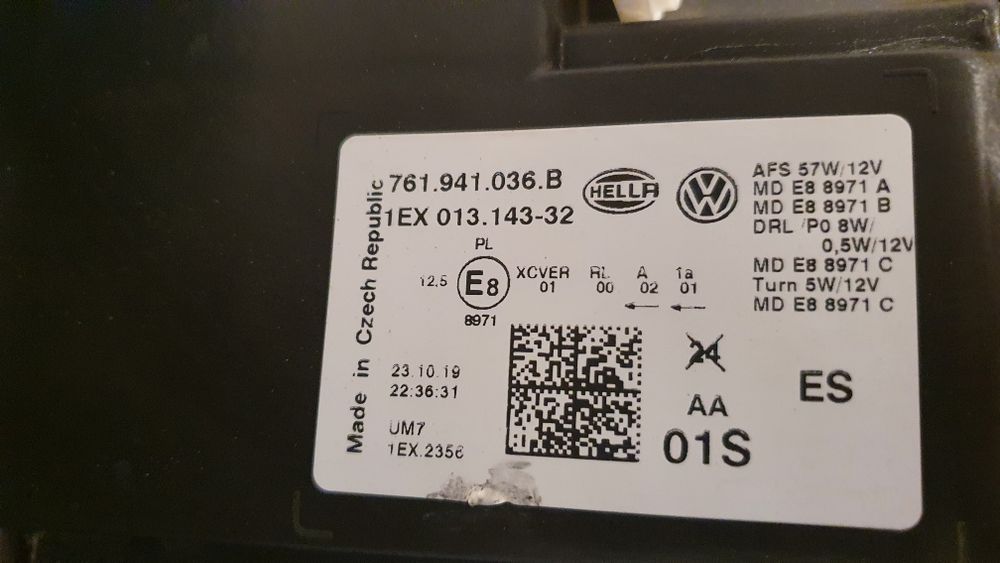 Made in Czech Republic
761.941.036.B
1EX 013.143-32
HELLA
VW
AFS 57W/12V
MD E8 8971 A
MD E8 8971 B
DRL/P0 8W/
0,5W/12V
MD E8 8971 C
Turn 5W/12V
MD E8 8971 C
PL
12,5 E8 XCVER RL A 1a
01 00 02 01
8971
23.10.19
22:36:31
UM7
1EX.2356
24
AA
01S
ES